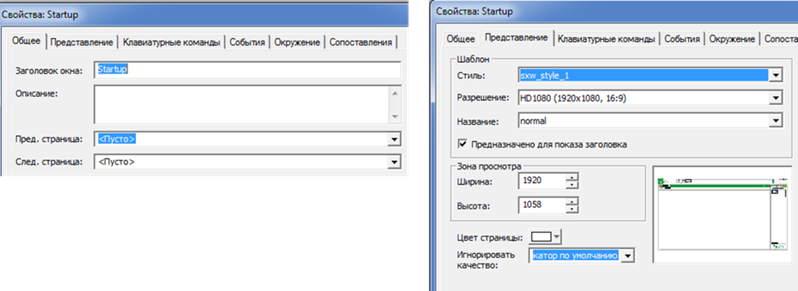 Свойства: Startup
Общее Представление Клавиатурные команды События Окружение Сопоставления
Заголовок окна: Startup
Описание:
Пред. страница: <Пусто>
След. страница: <Пусто>
Свойства: Startup
Общее Представление Клавиатурные команды События Окружение Сопоста
Шаблон
Стиль: sxw_style_1
Разрешение: HD1080 (1920x1080, 16:9)
Название: normal
Предназначено для показа заголовка
Зона просмотра
Ширина: 1920
Высота: 1058
Цвет страницы:
Игнорировать качество: катор по умолчанию